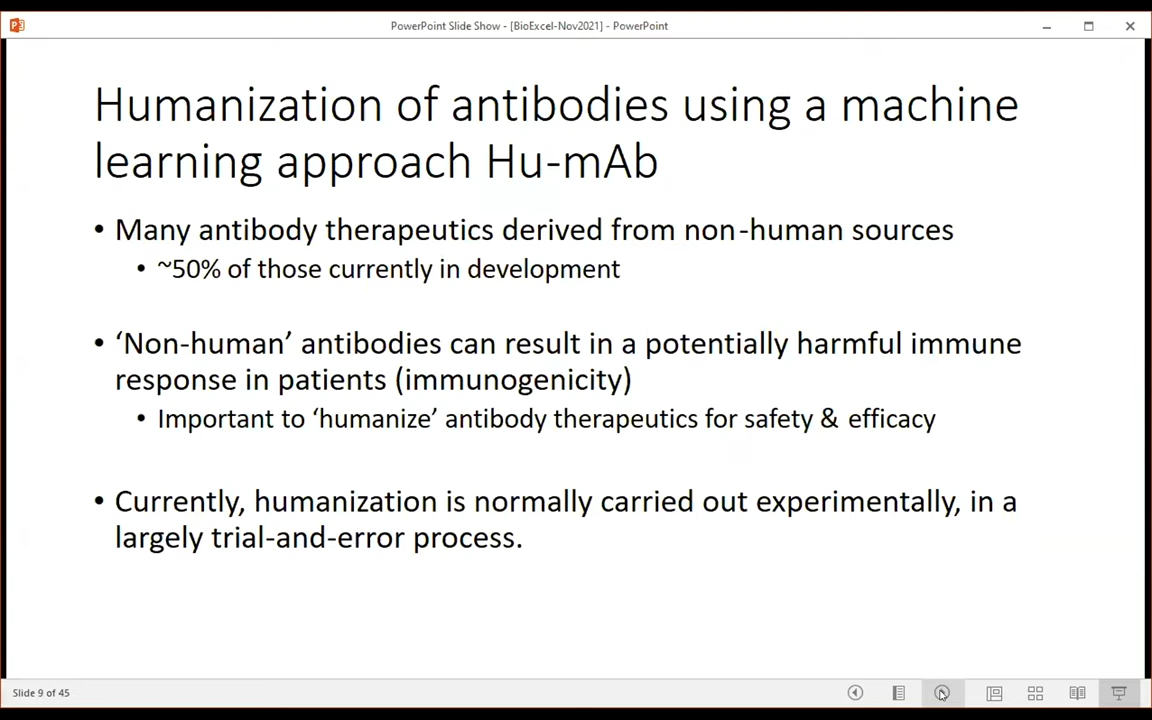 PowerPoint Slide Show - [BioExcel-Nov2021] - PowerPoint
Humanization of antibodies using a machine
learning approach Hu-mAb
• Many antibody therapeutics derived from non-human sources
• ~50% of those currently in development
• ‘Non-human’ antibodies can result in a potentially harmful immune
response in patients (immunogenicity)
• Important to ‘humanize’ antibody therapeutics for safety & efficacy
• Currently, humanization is normally carried out experimentally, in a
largely trial-and-error process.
Slide 9 of 45